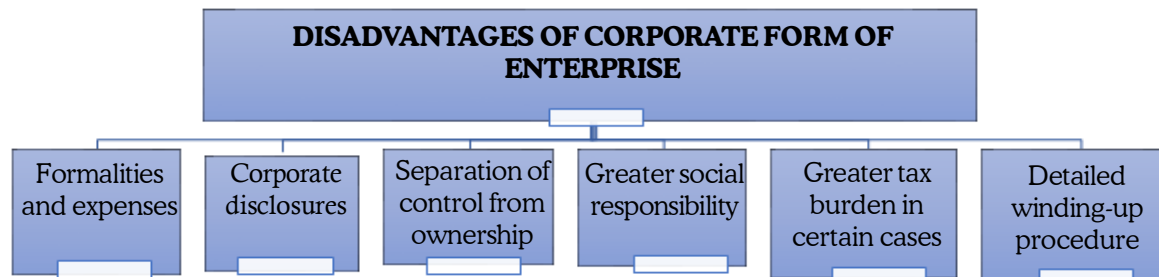 DISADVANTAGES OF CORPORATE FORM OF
ENTERPRISE
Formalities
and expenses
Corporate
disclosures
Separation of
control from
ownership
Greater social
responsibility
Greater tax
burden in
certain cases
Detailed
winding-up
procedure